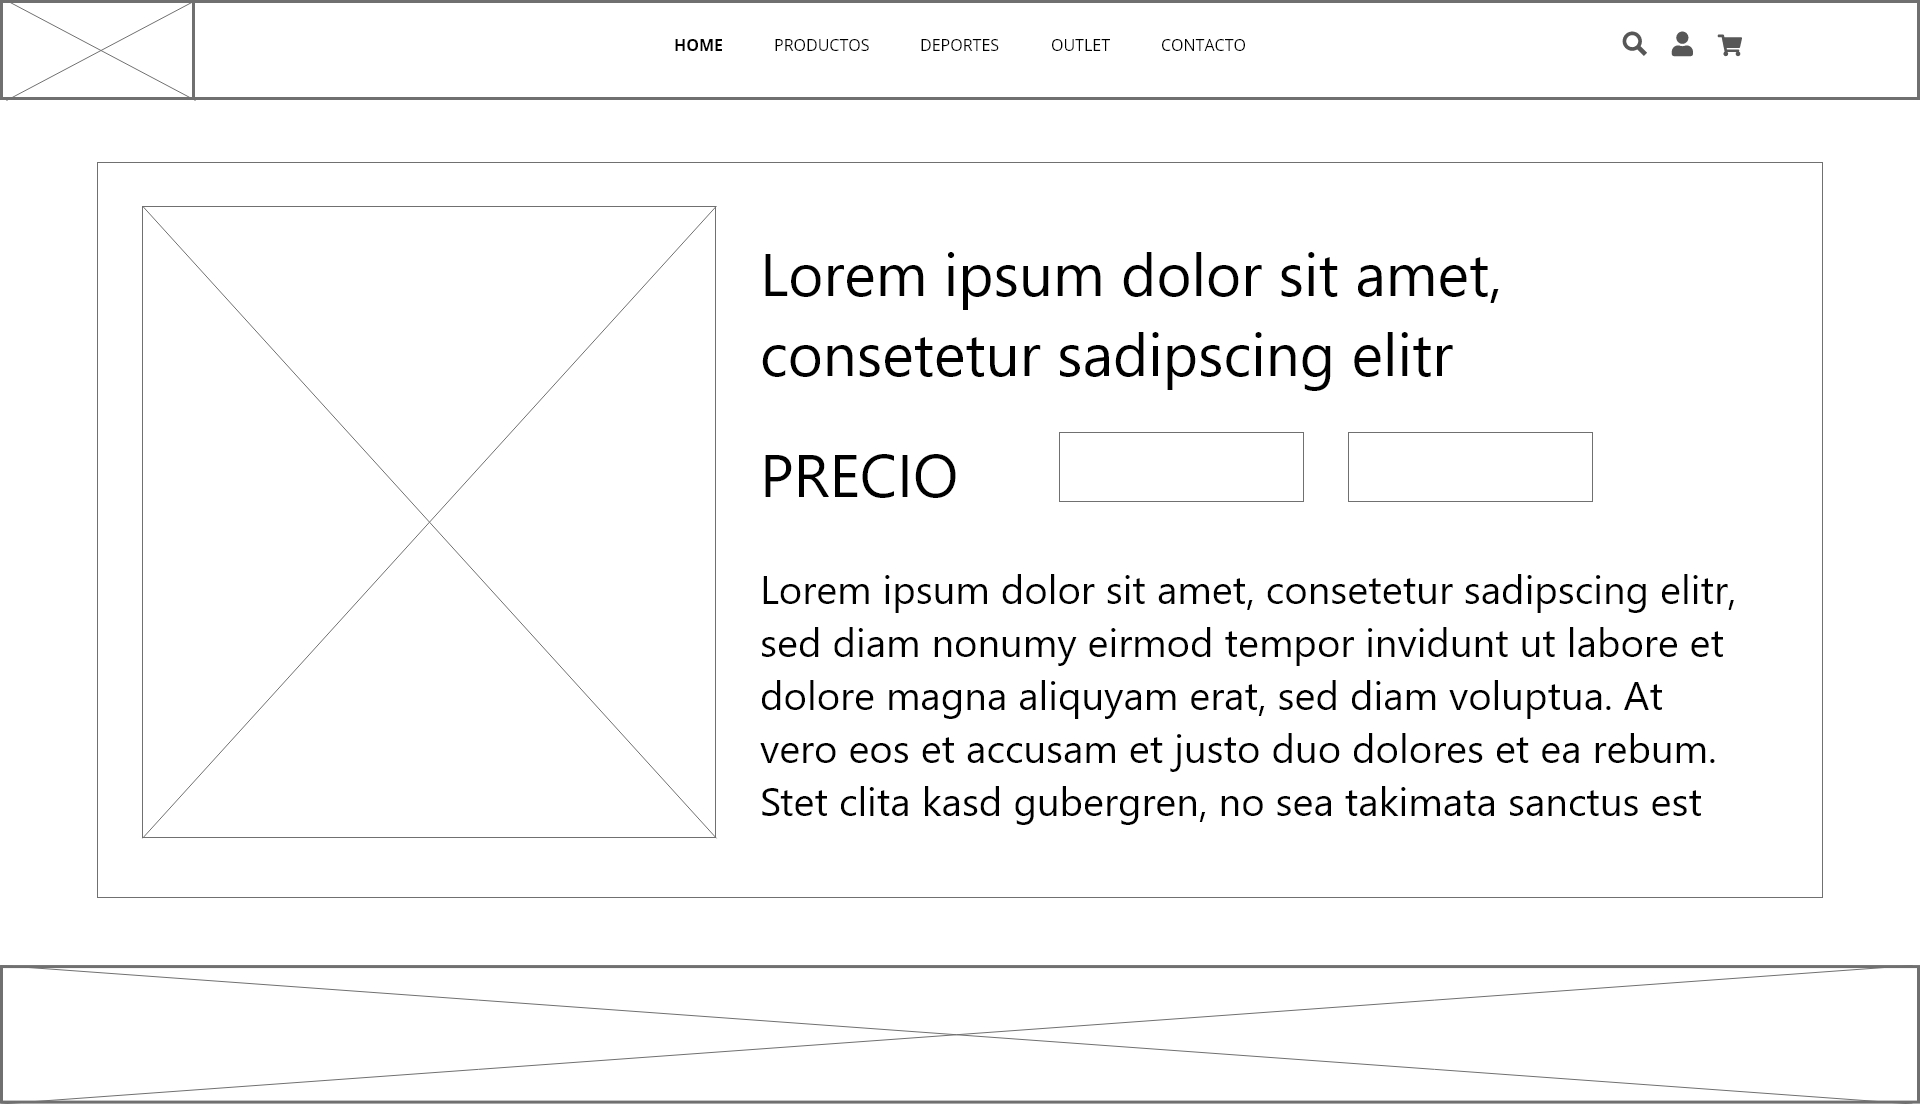 HOME PRODUCTOS DEPORTES OUTLET CONTACTO
Lorem ipsum dolor sit amet,
consetetur sadipscing elitr
PRECIO
Lorem ipsum dolor sit amet, consetetur sadipscing elitr,
sed diam nonumy eirmod tempor invidunt ut labore et
dolore magna aliquyam erat, sed diam voluptua. At
vero eos et accusam et justo duo dolores et ea rebum.
Stet clita kasd gubergren, no sea takimata sanctus est